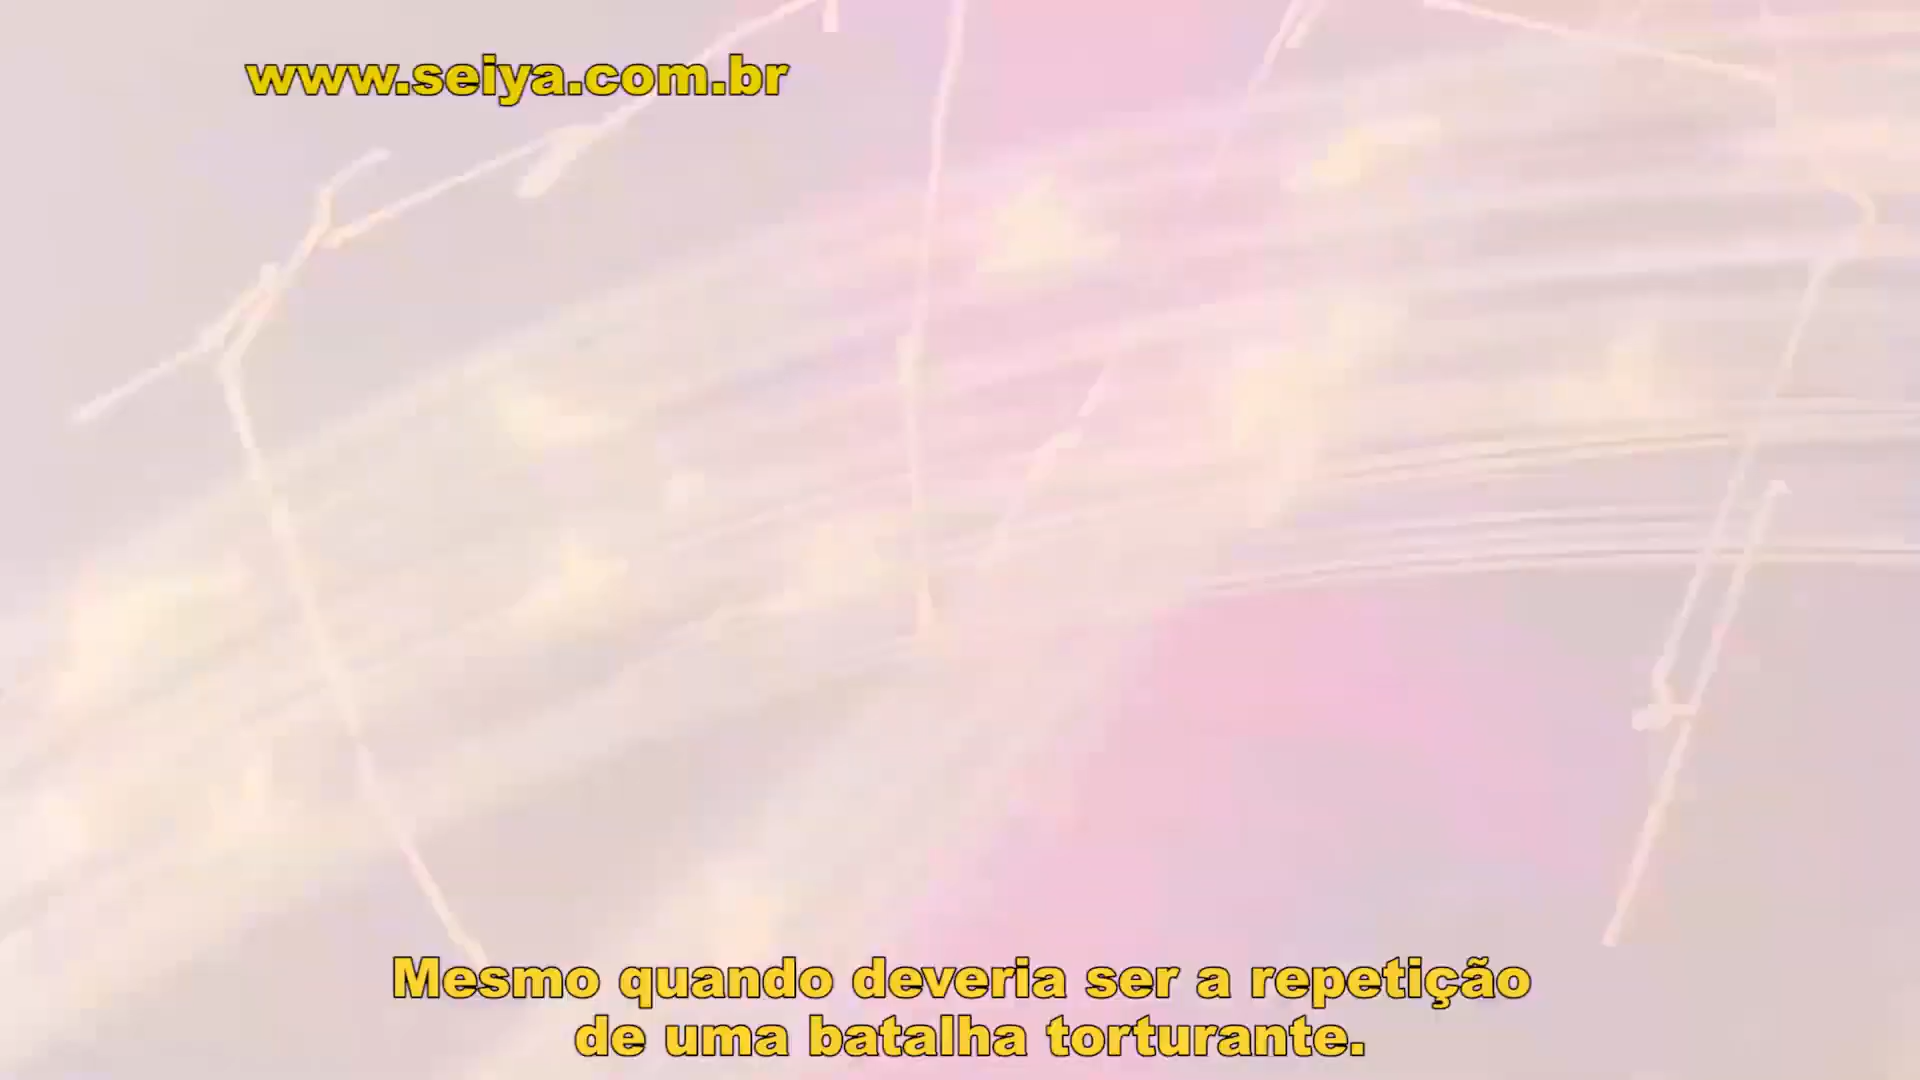 www.seiya.com.br
Mesmo quando deveria ser a repetição
de uma batalha torturante.